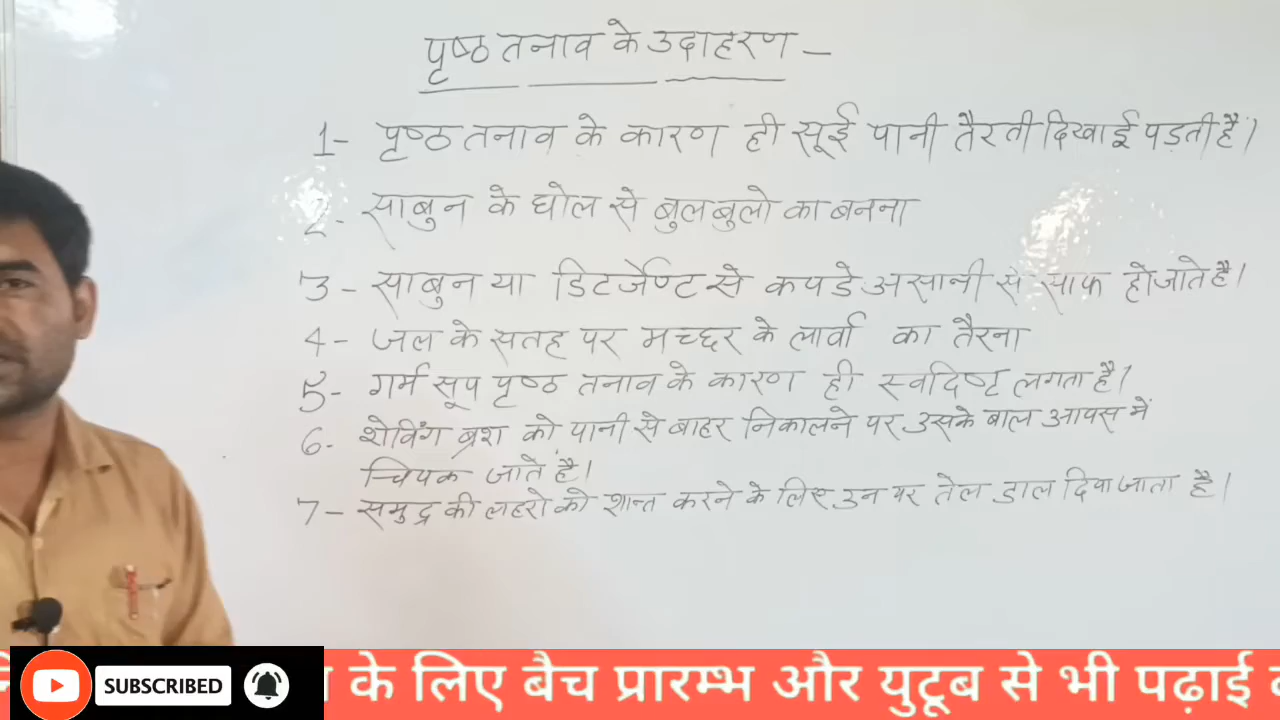 पृष्ठ तनाव के उदाहरण –
1- पृष्ठ तनाव के कारण ही सूई पानी तैरती दिखाई पड़ती है।
2- साबुन के घोल से बुलबुलो का बनना
3- साबुन या डिटर्जेण्ट से कपडे असानी से साफ हो जाते है।
4- जल के सतह पर मच्छर के लार्वा का तैरना
5- गर्म सूप पृष्ठ तनाव के कारण ही स्वदिष्ट लगता है।
6- शेविंग ब्रश को पानी से बाहर निकालने पर उसके बाल आपस में
चिपक जाते है।
7- समुद्र की लहरो को शान्त करने के लिए उन पर तेल डाल दिया जाता है।
SUBSCRIBED
के लिए बैच प्रारम्भ और युटूब से भी पढ़ाई